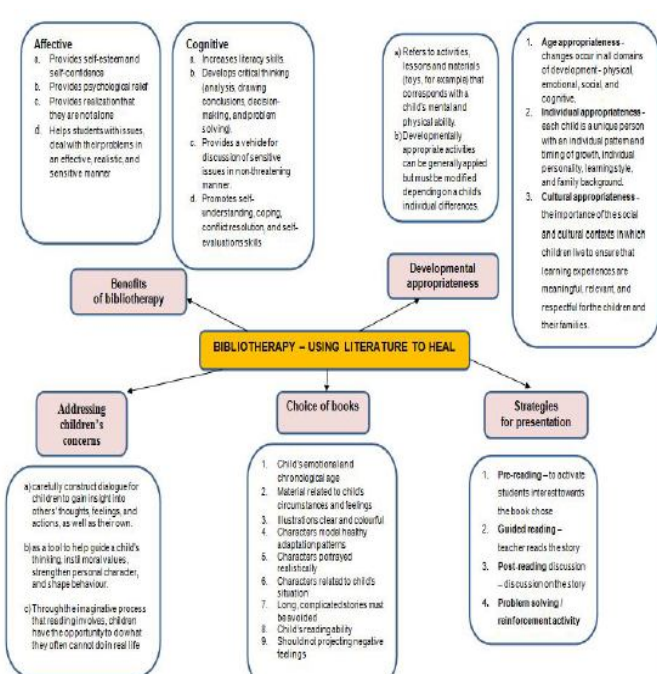 Affective
a. Provides self-esteem and
self-confidence
b. Provides psychological relief
c. Provides realization that
they are not alone
d. Helps students with issues,
deal with their problems in
an effective, realistic, and
sensitive manner
Cognitive
a. Increases literacy skills
b. Develops critical thinking
(analysis, drawing
conclusions, decision-
making, and problem
solving).
c. Provides a vehicle for
discussion of sensitive
issues in non-threatening
manner.
d. Promotes self-
understanding, coping,
conflict resolution, and self-
evaluations skills
a) Refers to activities,
lessons and materials
(toys, for example) that
corresponds with a
child's mental and
physical ability.
b) Developmentally
appropriate activities
can be generally applied
but must be modified
depending on a child's
individual differences.
1. Age appropriateness -
changes occur in all domains
of development - physical,
emotional, social, and
cognitive.
2. Individual appropriateness -
each child is a unique person
with an individual pattern and
timing of growth, individual
personality, learning style,
and family background.
3. Cultural appropriateness -
the importance of the social
and cultural contexts in which
children live to ensure that
learning experiences are
meaningful, relevant, and
respectful for the children and
their families.
Benefits
of bibliotherapy
Developmental
appropriateness
BIBLIOTHERAPY – USING LITERATURE TO HEAL
Addressing
children's
concerns
Choice of books
Strategies
for presentation
a) carefully construct dialogue for
children to gain insight into
others' thoughts, feelings, and
actions, as well as their own.
b) as a tool to help guide a child's
thinking, instil moral values,
strengthen personal character,
and shape behaviour.
c) Through the imaginative process
that reading involves, children
have the opportunity to do what
they often cannot do in real life
1. Child's emotional and
chronological age
2. Material related to child's
circumstances and feelings
3. Illustrations clear and colourful
4. Characters model healthy
adaptation patterns
5. Characters portrayed
realistically
6. Characters related to child's
situation
7. Long, complicated stories must
be avoided
8. Child's reading ability
9. Should not projecting negative
feelings
1. Pre-reading – to activate
students interest towards
the book chose
2. Guided reading –
teacher reads the story
3. Post-reading discussion
– discussion on the story
4. Problem solving /
reinforcement activity